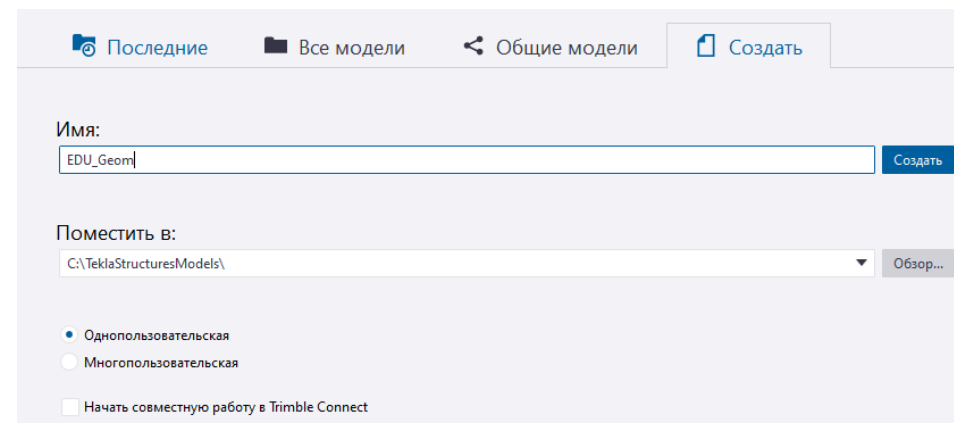 Последние Все модели Общие модели Создать
Имя:
EDU_Geom Создать
Поместить в:
C:\TeklaStructuresModels\ Обзор...
Однопользовательская
Многопользовательская
Начать совместную работу в Trimble Connect